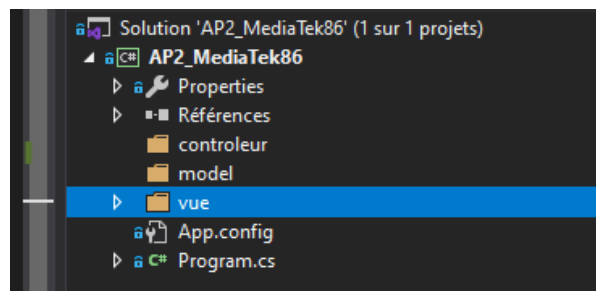 Solution 'AP2_MediaTek86' (1 sur 1 projets)
C# AP2_MediaTek86
Properties
Références
controleur
model
vue
App.config
C# Program.cs